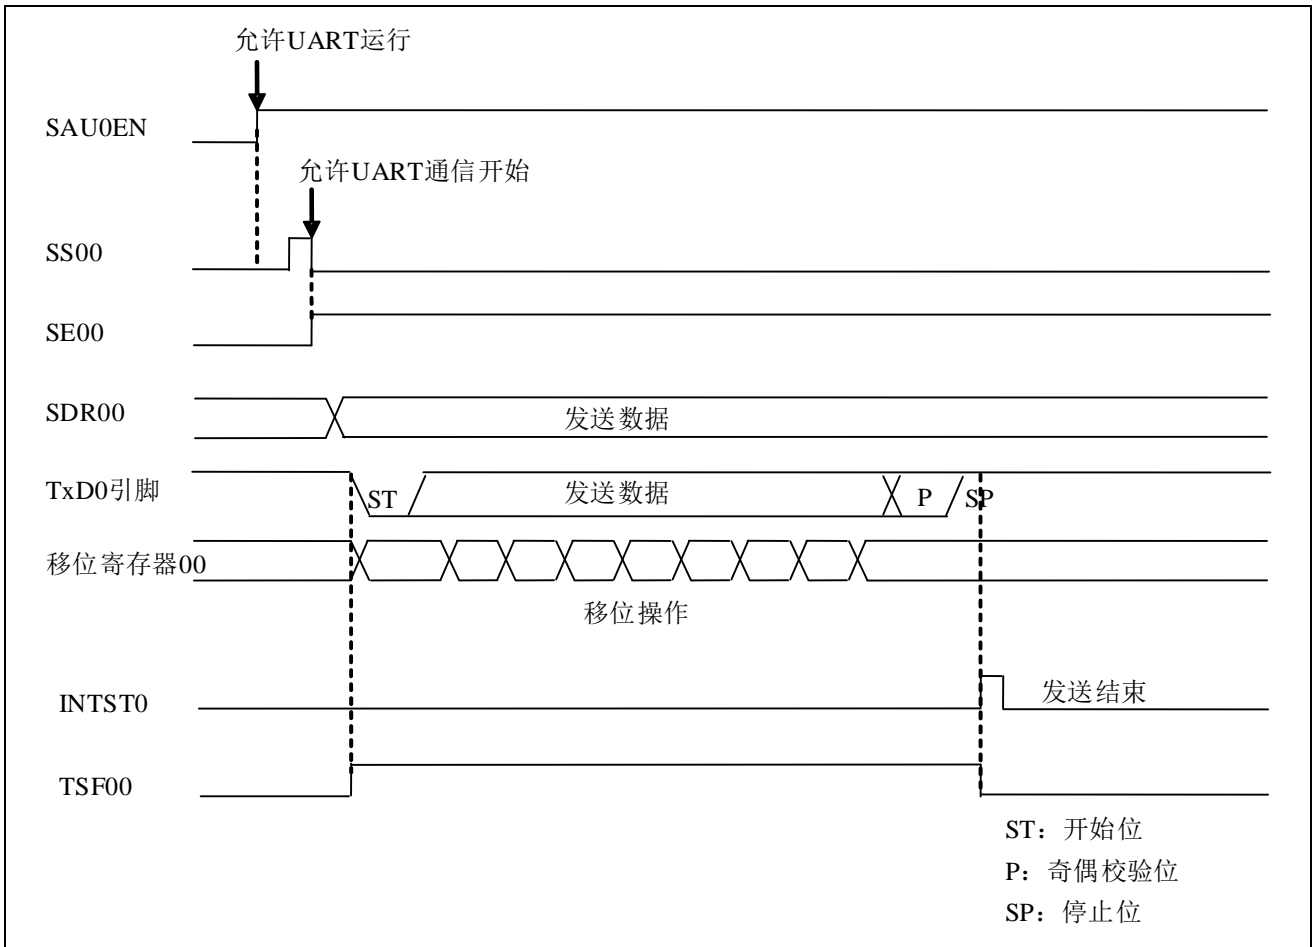 允许UART运行
SAU0EN
允许UART通信开始
SS00
SE00
SDR00
发送数据
TxD0引脚
ST
发送数据
P
SP
移位寄存器00
移位操作
INTST0
发送结束
TSF00
ST：开始位
P：奇偶校验位
SP：停止位